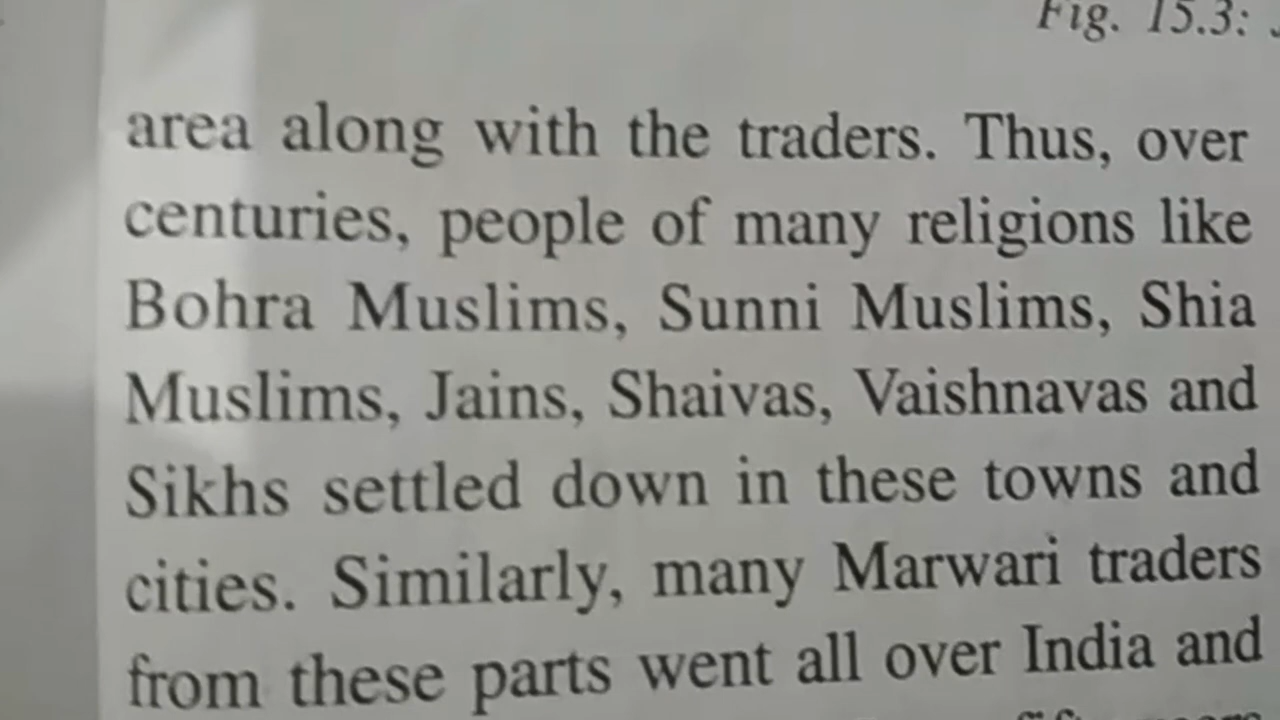 Fig. 15.3:
area along with the traders. Thus, over
centuries, people of many religions like
Bohra Muslims, Sunni Muslims, Shia
Muslims, Jains, Shaivas, Vaishnavas and
Sikhs settled down in these towns and
cities. Similarly, many Marwari traders
from these parts went all over India and